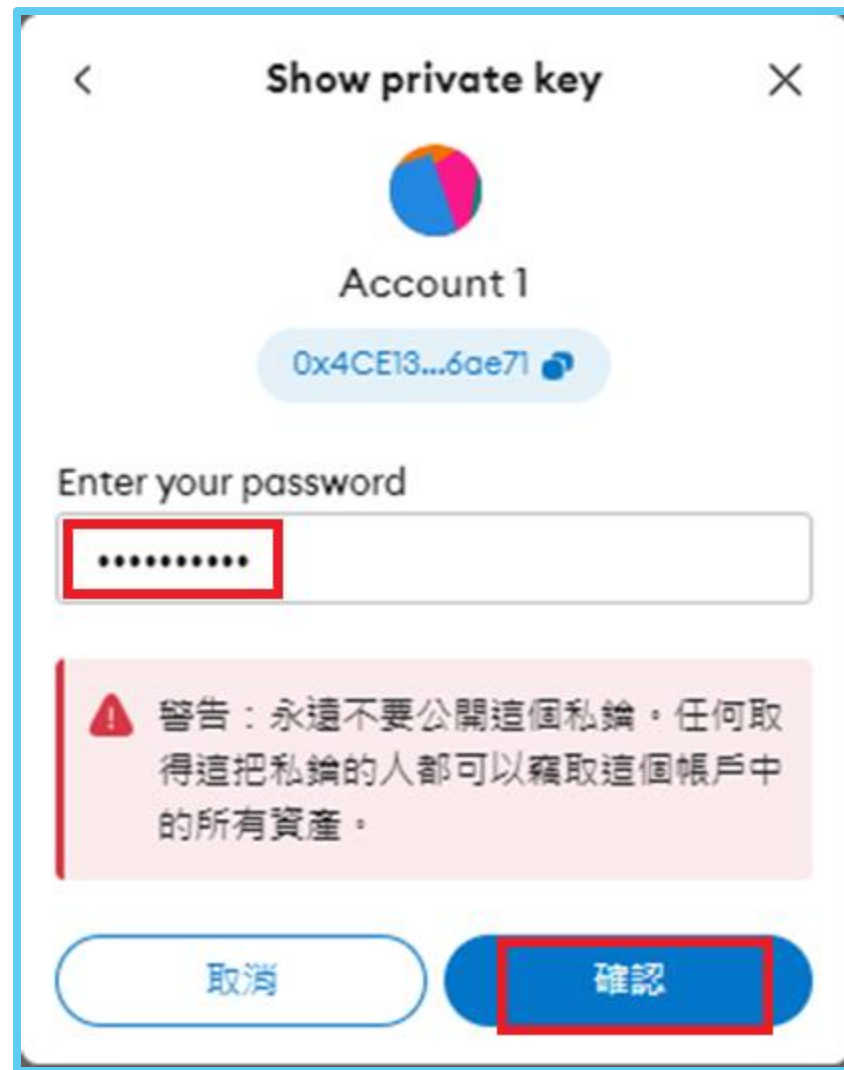 Show private key
Account 1
0x4CE13...6ae71
Enter your password
••••••••••
警告：永遠不要公開這個私鑰。任何取
得這把私鑰的人都可以竊取這個帳戶中
的所有資產。
取消
確認